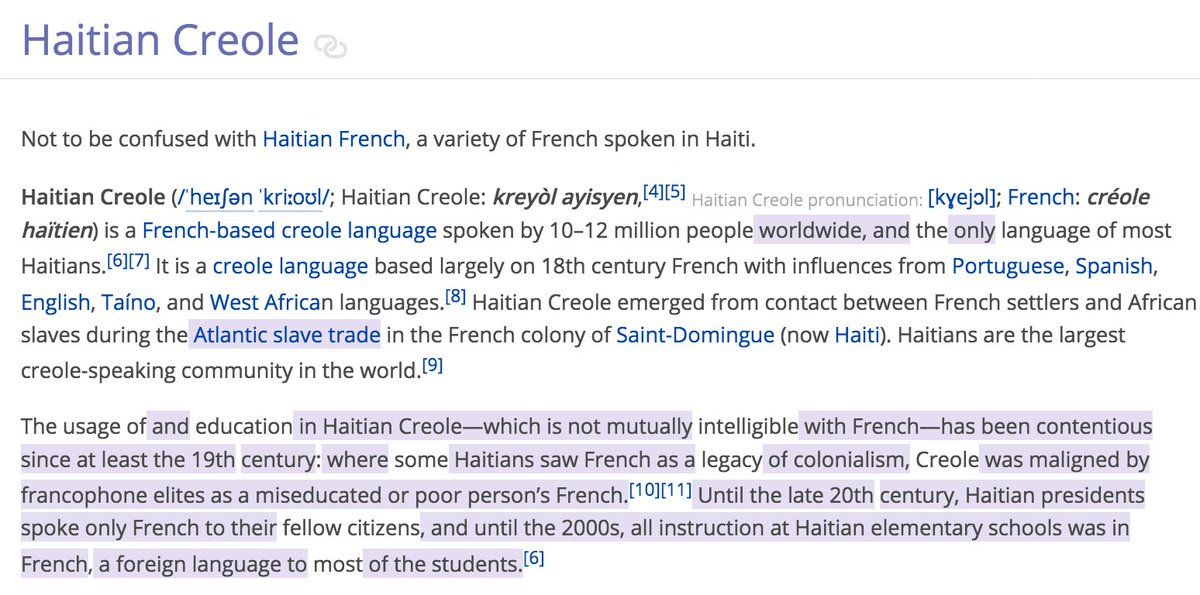 Haitian Creole
Not to be confused with Haitian French, a variety of French spoken in Haiti.
Haitian Creole (/ˈheɪʃən ˈkriːoʊl/; Haitian Creole: kreyòl ayisyen,[4][5] Haitian Creole pronunciation: [kɣejɔl]; French: créole
haïtien) is a French-based creole language spoken by 10–12 million people worldwide, and the only language of most
Haitians.[6][7] It is a creole language based largely on 18th century French with influences from Portuguese, Spanish,
English, Taíno, and West African languages.[8] Haitian Creole emerged from contact between French settlers and African
slaves during the Atlantic slave trade in the French colony of Saint-Domingue (now Haiti). Haitians are the largest
creole-speaking community in the world.[9]
The usage of and education in Haitian Creole—which is not mutually intelligible with French—has been contentious
since at least the 19th century: where some Haitians saw French as a legacy of colonialism, Creole was maligned by
francophone elites as a miseducated or poor person’s French.[10][11] Until the late 20th century, Haitian presidents
spoke only French to their fellow citizens, and until the 2000s, all instruction at Haitian elementary schools was in
French, a foreign language to most of the students.[6]